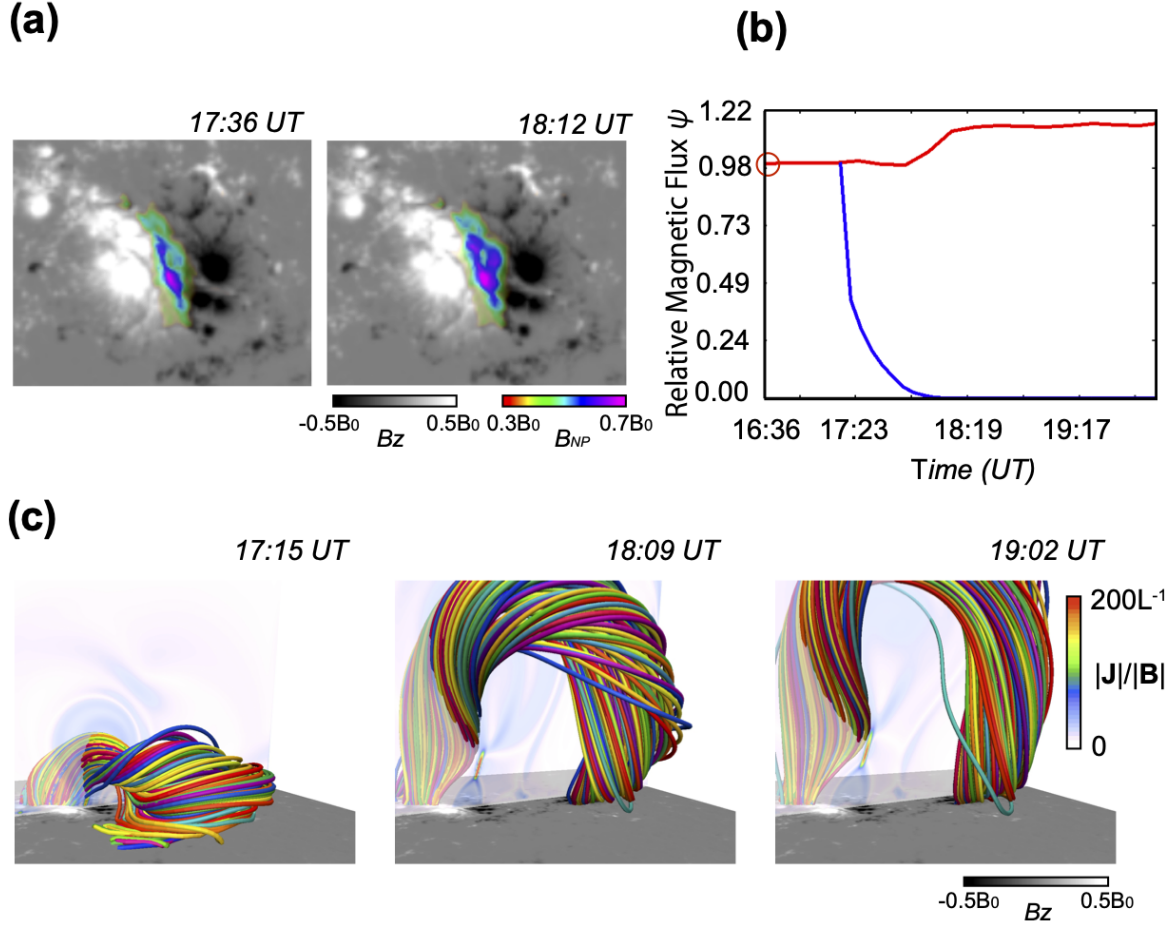 (a)
17:36 UT
18:12 UT
-0.5B0
0.5B0
Bz
0.3B0
0.7B0
BNP
(b)
Relative Magnetic Flux ψ
1.22
0.98
0.73
0.49
0.24
0.00
16:36
17:23
18:19
19:17
Time (UT)
(c)
17:15 UT
18:09 UT
19:02 UT
200L-1
|J|/|B|
0
-0.5B0
0.5B0
Bz